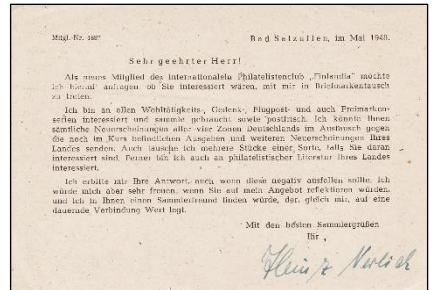 Mitgl.-Nr.
Bad Salzuflen, im Mai 1948.
Sehr geehrter Herr!
Als neues Mitglied des internationalela Philatelistenclub „Finlandia" möchte
ich hiermit anfragen ob Sie interessiert wären, mit mir in Briefmarkentausch
zu treten.
Ich bin an allen Wohltätigkeits-, Gedenk-, Flugpost- und auch Freimarken-
serien interessiert und sammle gebraucht sowie postfrisch. Ich könnte Ihnen
sämtliche Neuerscheinungen aller vier Zonen Deutschlands im Austausch gegen
die noch im Kurs befindlichen Ausgaben und weiteren Neuerscheinungen Ihres
Landes senden. Auch tausche ich mehrere Stücke einer Sorte, falls Sie daran
interessiert sind. Ferner bin ich auch an philatelistischer Literatur Ihres Landes
interessiert.
Ich erbitte mir Ihre Antwort, auch wenn diese negativ ausfallen sollte. Ich
würde mich aber sehr freuen, wenn Sie auf mein Angebot reflektieren würden,
und ich in Ihnen einen Sammelfreund finden würde, der, gleich mir, auf eine
dauernde Verbindung Wert legt.
Mit den besten Sammlergrüßen
Ihr
Heinz